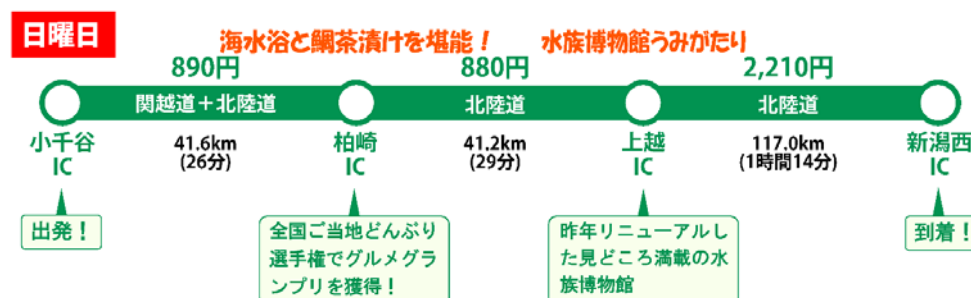 日曜日
海水浴と鯛茶漬けを堪能！
水族博物館うみがたり
890円
880円
2,210円
関越道＋北陸道
北陸道
北陸道
小千谷
IC
41.6km
(26分)
柏崎
IC
41.2km
(29分)
上越
IC
117.0km
(1時間14分)
新潟西
IC
出発！
全国ご当地どんぶり
選手権でグルメグラ
ンプリを獲得！
昨年リニューアルし
た見どころ満載の水
族博物館
到着！